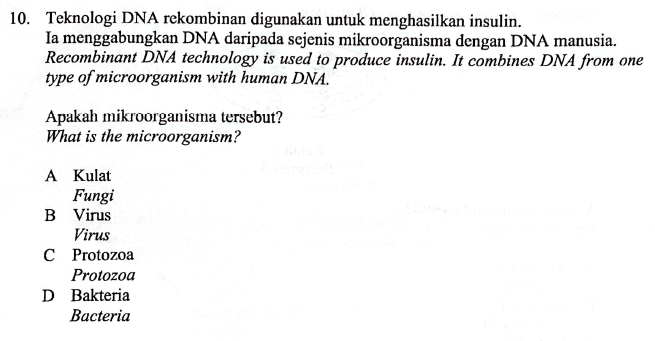 10. Teknologi DNA rekombinan digunakan untuk menghasilkan insulin.
Ia menggabungkan DNA daripada sejenis mikroorganisma dengan DNA manusia.
Recombinant DNA technology is used to produce insulin. It combines DNA from one
type of microorganism with human DNA.
Apakah mikroorganisma tersebut?
What is the microorganism?
A Kulat
Fungi
B Virus
Virus
C Protozoa
Protozoa
D Bakteria
Bacteria